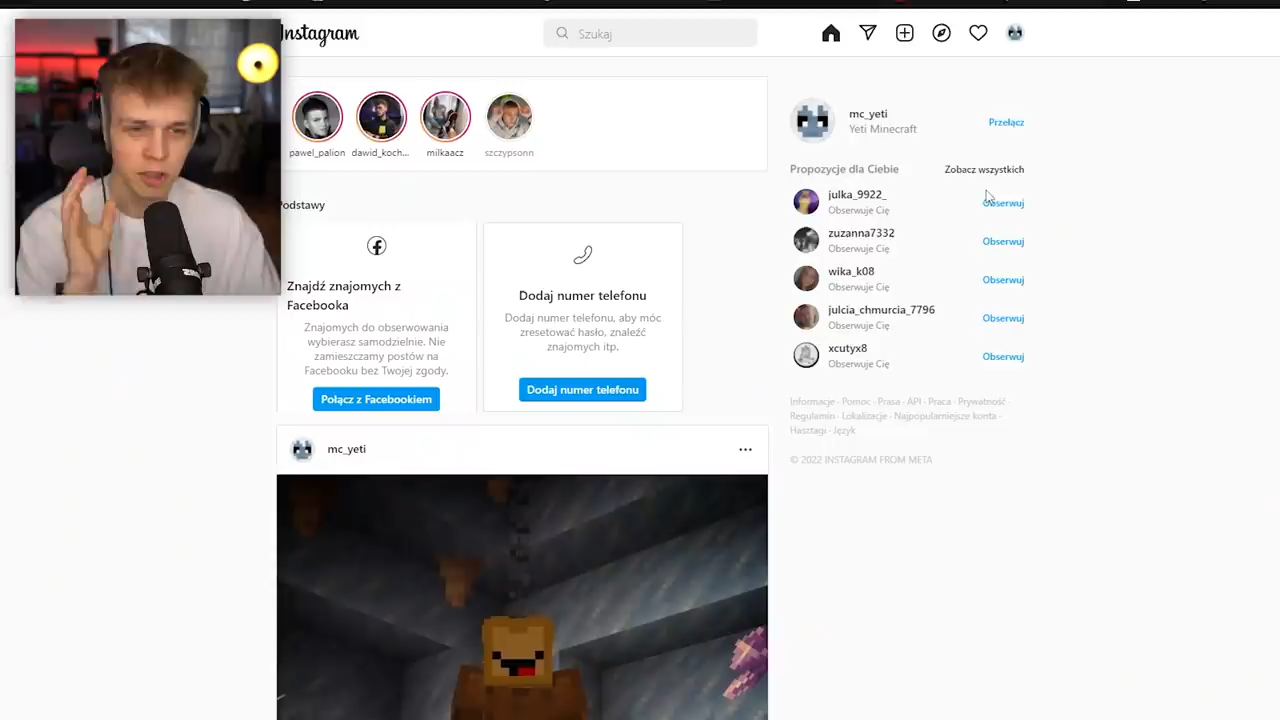 Instagram
Szukaj
pawel_palion
dawid_koch...
milkaacz
szczypsonn
mc_yeti
Yeti Minecraft
Przełącz
Propozycje dla Ciebie
Zobacz wszystkich
julka_9922_
Obserwuje Cię
Obserwuj
zuzanna7332
Obserwuje Cię
Obserwuj
wika_k08
Obserwuje Cię
Obserwuj
julcia_chmurcia_7796
Obserwuje Cię
Obserwuj
xcutyx8
Obserwuje Cię
Obserwuj
Informacje · Pomoc · Prasa · API · Praca · Prywatność ·
Regulamin · Lokalizacje · Najpopularniejsze konta ·
Hasztagi · Język
© 2022 INSTAGRAM FROM META
Podstawy
Znajdź znajomych z
Facebooka
Znajomych do obserwowania
wybierasz samodzielnie. Nie
zamieszczamy postów na
Facebooku bez Twojej zgody.
Połącz z Facebookiem
Dodaj numer telefonu
Dodaj numer telefonu, aby móc
zresetować hasło, znaleźć
znajomych itp.
Dodaj numer telefonu
mc_yeti